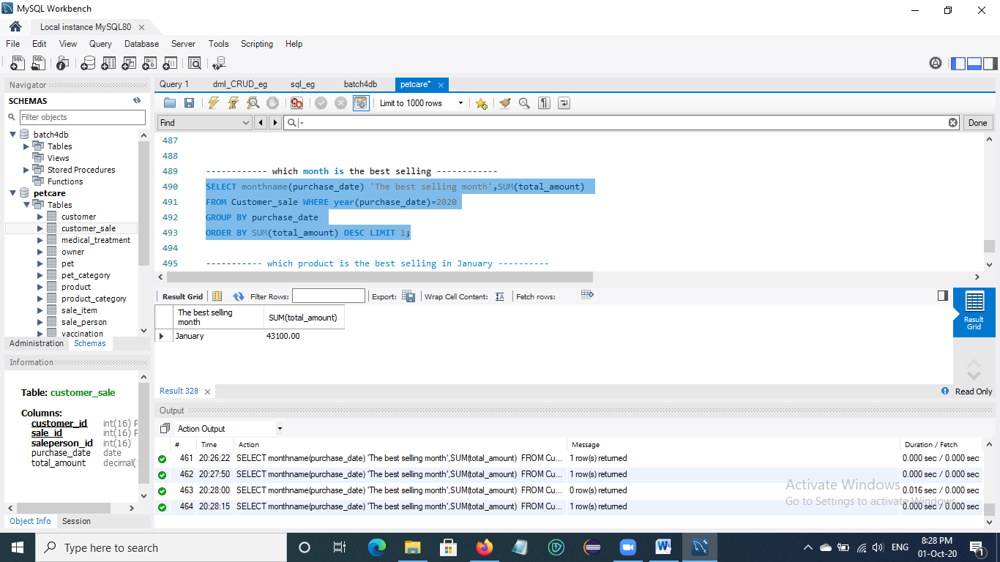 MySQL Workbench
Local instance MySQL80
File Edit View Query Database Server Tools Scripting Help
Navigator
SCHEMAS
Filter objects
batch4db
Tables
Views
Stored Procedures
Functions
petcare
Tables
customer
customer_sale
medical_treatment
owner
pet
pet_category
product
product_category
sale_item
sale_person
vaccination
Administration Schemas
Information
Table: customer_sale
Columns:
customer_id int(16) P
sale_id int(16) P
saleperson_id int(16)
purchase_date date
total_amount decimal(
Object Info Session
Query 1 dml_CRUD_eg sql_eg batch4db petcare*
Limit to 1000 rows
Find Done
487
488
489 ------------ which month is the best selling ------------
490 SELECT monthname(purchase_date) 'The best selling month',SUM(total_amount)
491 FROM Customer_sale WHERE year(purchase_date)=2020
492 GROUP BY purchase_date
493 ORDER BY SUM(total_amount) DESC LIMIT 1;
494
495 ----------- which product is the best selling in January ----------
Result Grid Filter Rows: Export: Wrap Cell Content: Fetch rows:
The best selling month SUM(total_amount)
January 43100.00
Result Grid
Result 328 Read Only
Output
Action Output
# Time Action Message Duration / Fetch
461 20:26:22 SELECT monthname(purchase_date) 'The best selling month',SUM(total_amount) FROM Cu... 1 row(s) returned 0.000 sec / 0.000 sec
462 20:27:50 SELECT monthname(purchase_date) 'The best selling month',SUM(total_amount) FROM Cu... 1 row(s) returned 0.000 sec / 0.000 sec
463 20:28:00 SELECT monthname(purchase_date) 'The best selling month',SUM(total_amount) FROM Cu... 0 row(s) returned 0.016 sec / 0.000 sec
464 20:28:15 SELECT monthname(purchase_date) 'The best selling month',SUM(total_amount) FROM Cu... 1 row(s) returned 0.000 sec / 0.000 sec
Activate Windows
Go to Settings to activate Windows.
Type here to search
ENG
8:28 PM
01-Oct-20
1